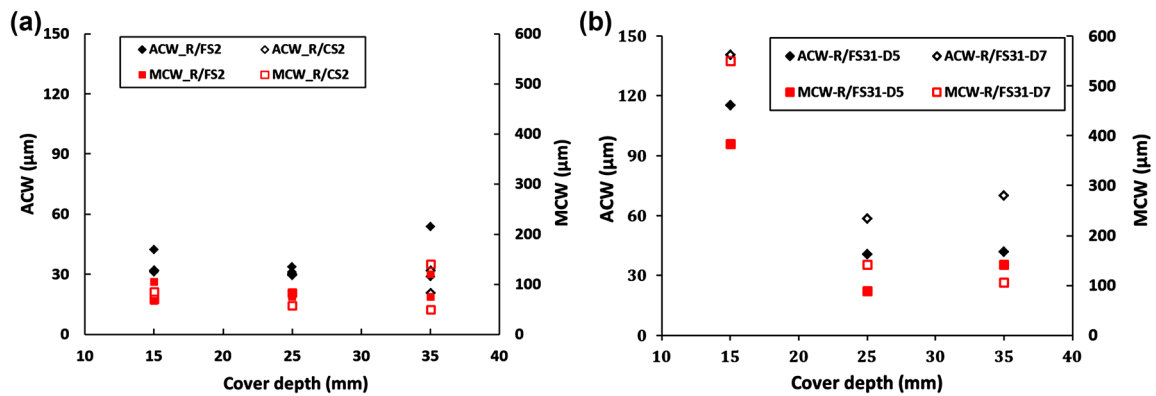 (a)
150
120
90
60
30
0
ACW (μm)
ACW_R/FS2 ACW_R/CS2
MCW_R/FS2 MCW_R/CS2
600
500
400
300
200
100
0
MCW (μm)
10 15 20 25 30 35 40
Cover depth (mm)
(b)
150
120
90
60
30
0
ACW (μm)
ACW-R/FS31-D5 ACW-R/FS31-D7
MCW-R/FS31-D5 MCW-R/FS31-D7
600
500
400
300
200
100
0
MCW (μm)
10 15 20 25 30 35 40
Cover depth (mm)